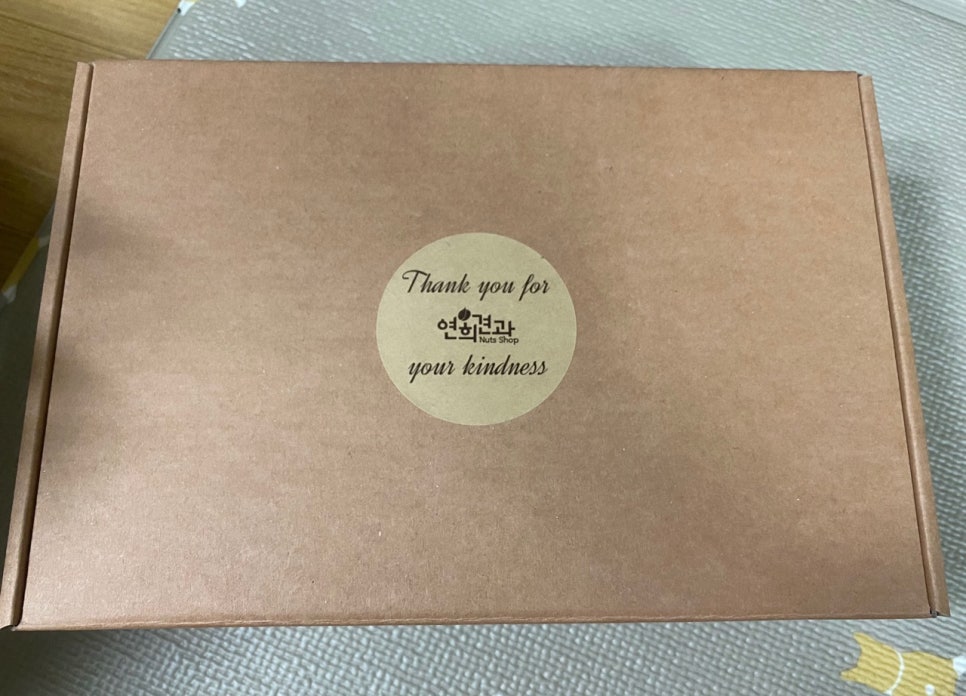 Thank you for
연희견과
Nuts Shop
your kindness